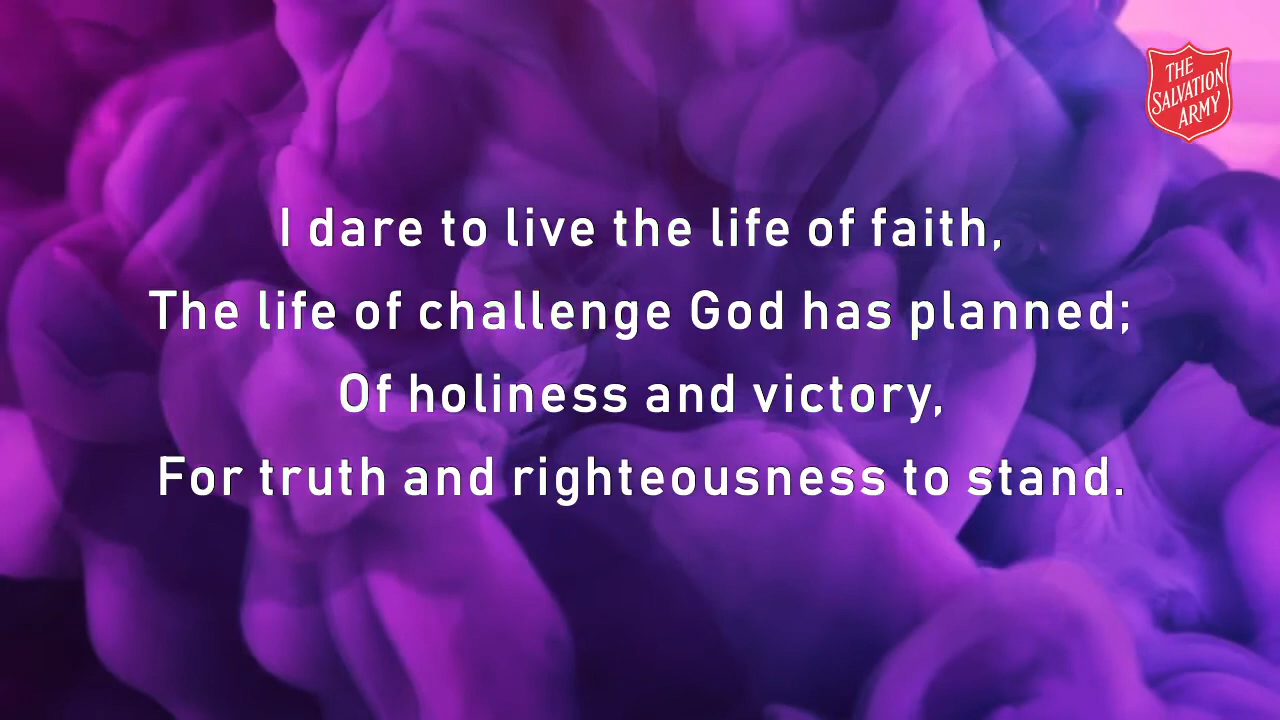 THE
SALVATION
ARMY
I dare to live the life of faith,
The life of challenge God has planned;
Of holiness and victory,
For truth and righteousness to stand.